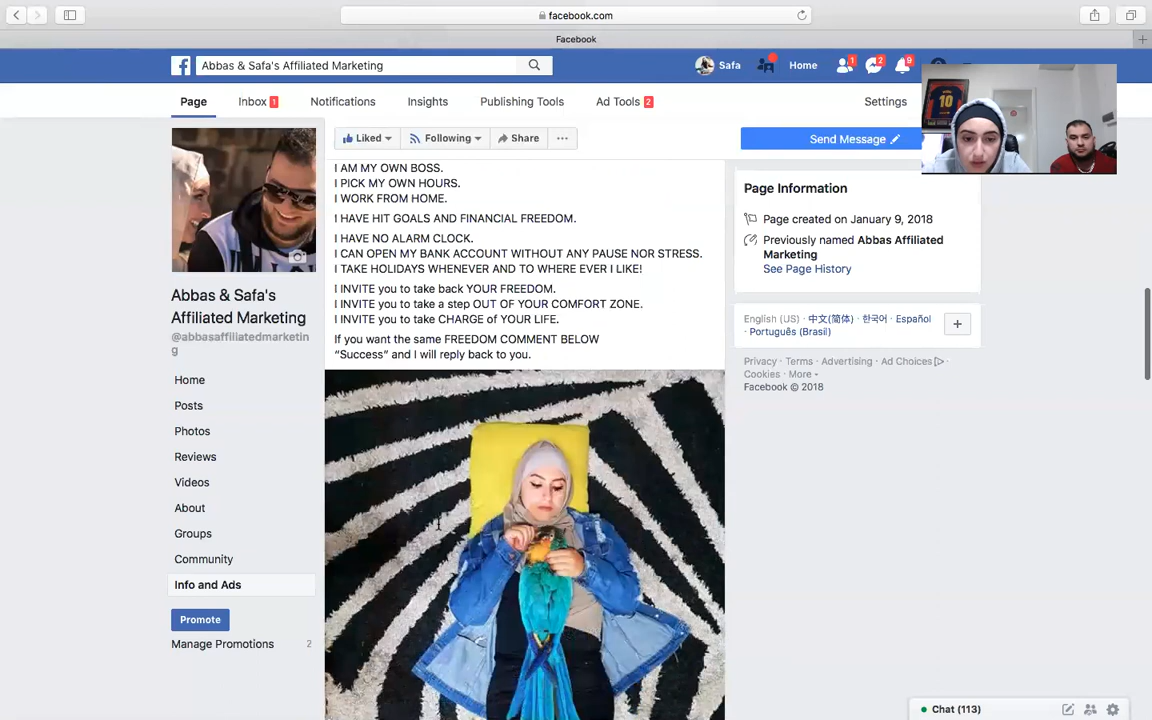 facebook.com
Facebook
Abbas & Safa's Affiliated Marketing
Safa
Home
1
2
9
Page
Inbox 1
Notifications
Insights
Publishing Tools
Ad Tools 2
Settings
10
Liked
Following
Share
Send Message
I AM MY OWN BOSS.
I PICK MY OWN HOURS.
I WORK FROM HOME.
I HAVE HIT GOALS AND FINANCIAL FREEDOM.
I HAVE NO ALARM CLOCK.
I CAN OPEN MY BANK ACCOUNT WITHOUT ANY PAUSE NOR STRESS.
I TAKE HOLIDAYS WHENEVER AND TO WHERE EVER I LIKE!
I INVITE you to take back YOUR FREEDOM.
I INVITE you to take a step OUT OF YOUR COMFORT ZONE.
I INVITE you to take CHARGE of YOUR LIFE.
If you want the same FREEDOM COMMENT BELOW
“Success” and I will reply back to you.
Page Information
Page created on January 9, 2018
Previously named Abbas Affiliated
Marketing
See Page History
English (US) · 中文(简体) · 한국어 · Español
· Português (Brasil)
Privacy · Terms · Advertising · Ad Choices ·
Cookies · More
Facebook © 2018
Abbas & Safa's
Affiliated Marketing
@abbasaffiliatedmarketin
g
Home
Posts
Photos
Reviews
Videos
About
Groups
Community
Info and Ads
Promote
Manage Promotions 2
Chat (113)